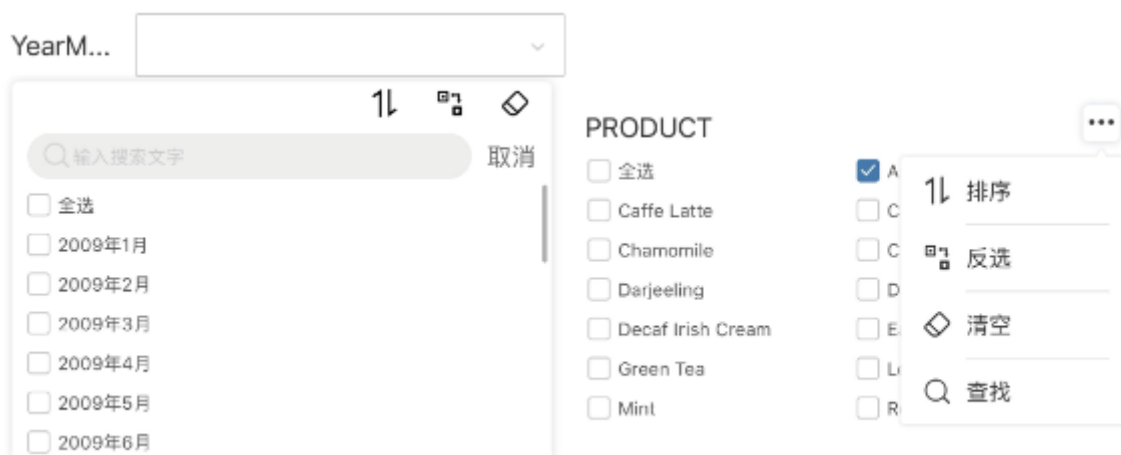 YearM...
输入搜索文字
取消
全选
2009年1月
2009年2月
2009年3月
2009年4月
2009年5月
2009年6月
PRODUCT
全选
A
Caffe Latte
C
Chamomile
C
Darjeeling
D
Decaf Irish Cream
E
Green Tea
L
Mint
R
排序
反选
清空
查找